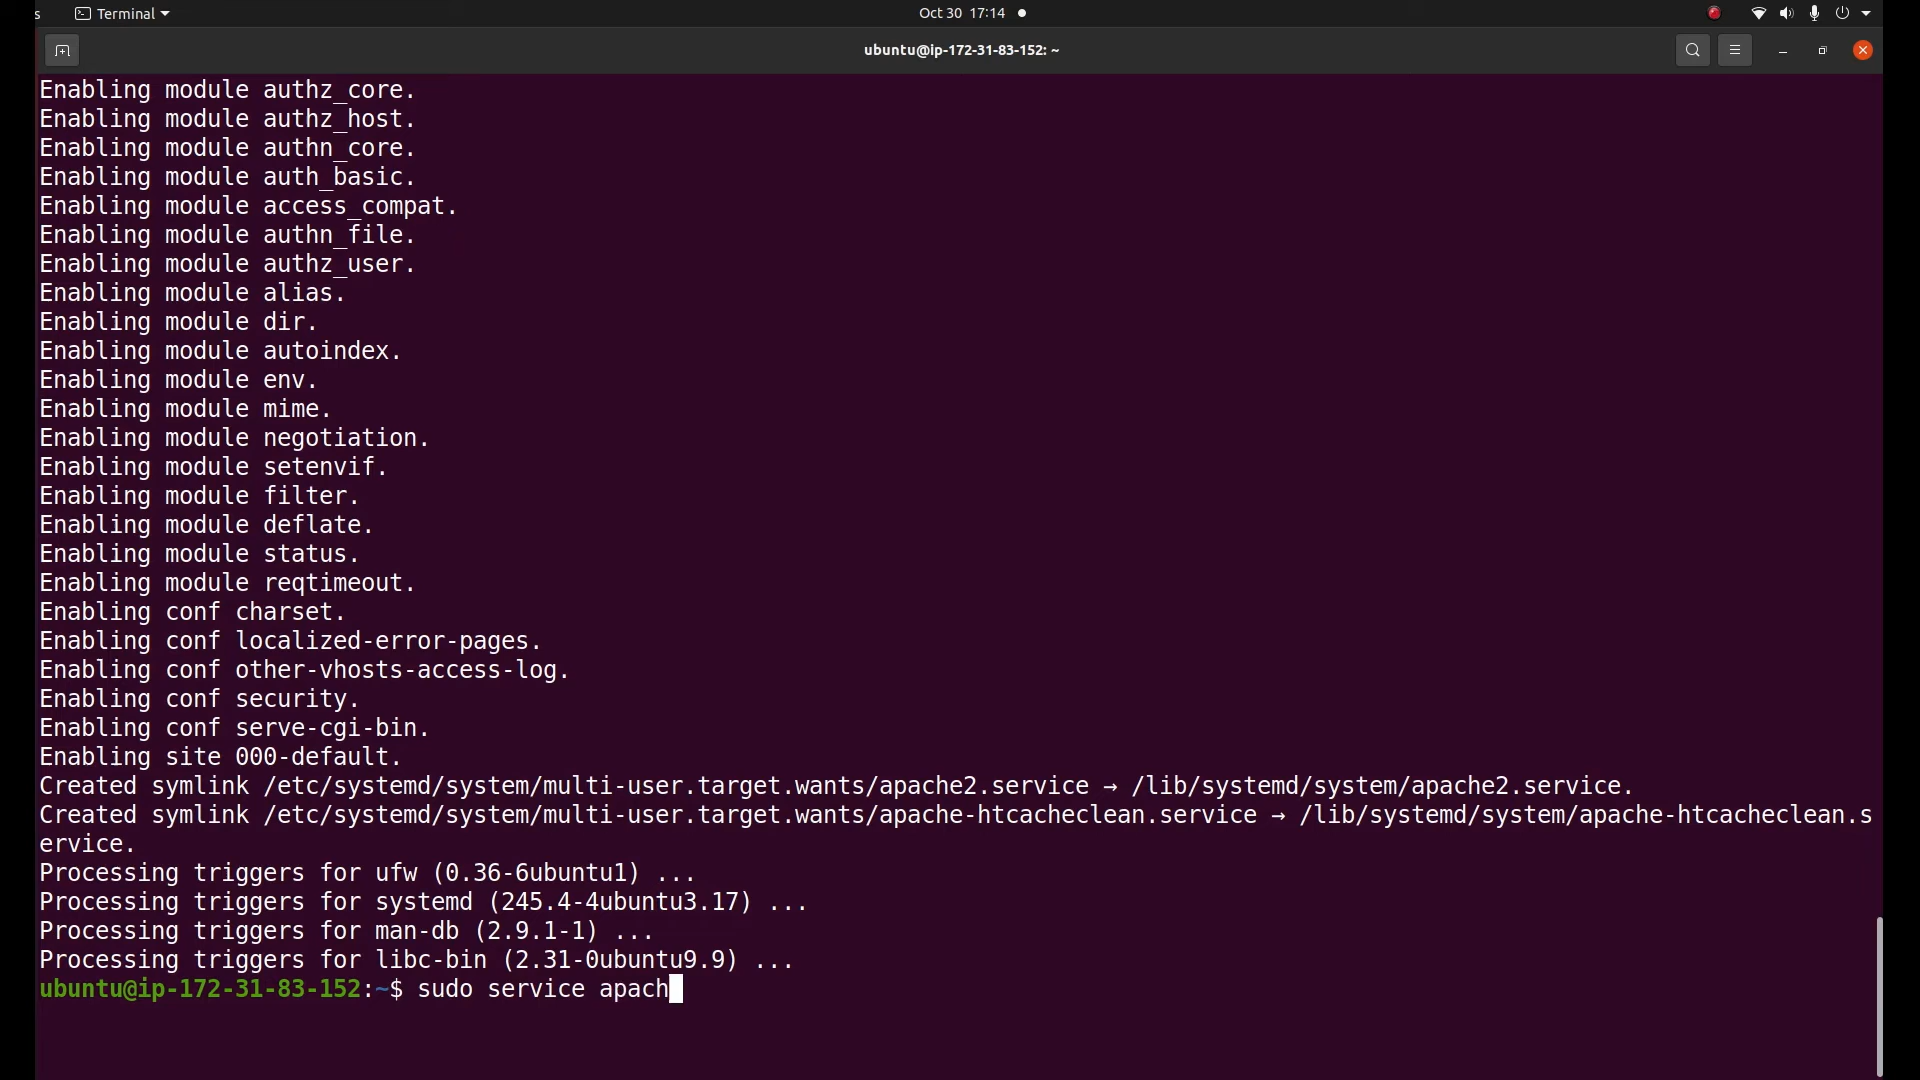 s Terminal Oct 30 17:14
ubuntu@ip-172-31-83-152: ~
Enabling module authz_core.
Enabling module authz_host.
Enabling module authn_core.
Enabling module auth_basic.
Enabling module access_compat.
Enabling module authn_file.
Enabling module authz_user.
Enabling module alias.
Enabling module dir.
Enabling module autoindex.
Enabling module env.
Enabling module mime.
Enabling module negotiation.
Enabling module setenvif.
Enabling module filter.
Enabling module deflate.
Enabling module status.
Enabling module reqtimeout.
Enabling conf charset.
Enabling conf localized-error-pages.
Enabling conf other-vhosts-access-log.
Enabling conf security.
Enabling conf serve-cgi-bin.
Enabling site 000-default.
Created symlink /etc/systemd/system/multi-user.target.wants/apache2.service → /lib/systemd/system/apache2.service.
Created symlink /etc/systemd/system/multi-user.target.wants/apache-htcacheclean.service → /lib/systemd/system/apache-htcacheclean.s
ervice.
Processing triggers for ufw (0.36-6ubuntu1) ...
Processing triggers for systemd (245.4-4ubuntu3.17) ...
Processing triggers for man-db (2.9.1-1) ...
Processing triggers for libc-bin (2.31-0ubuntu9.9) ...
ubuntu@ip-172-31-83-152:~$ sudo service apach